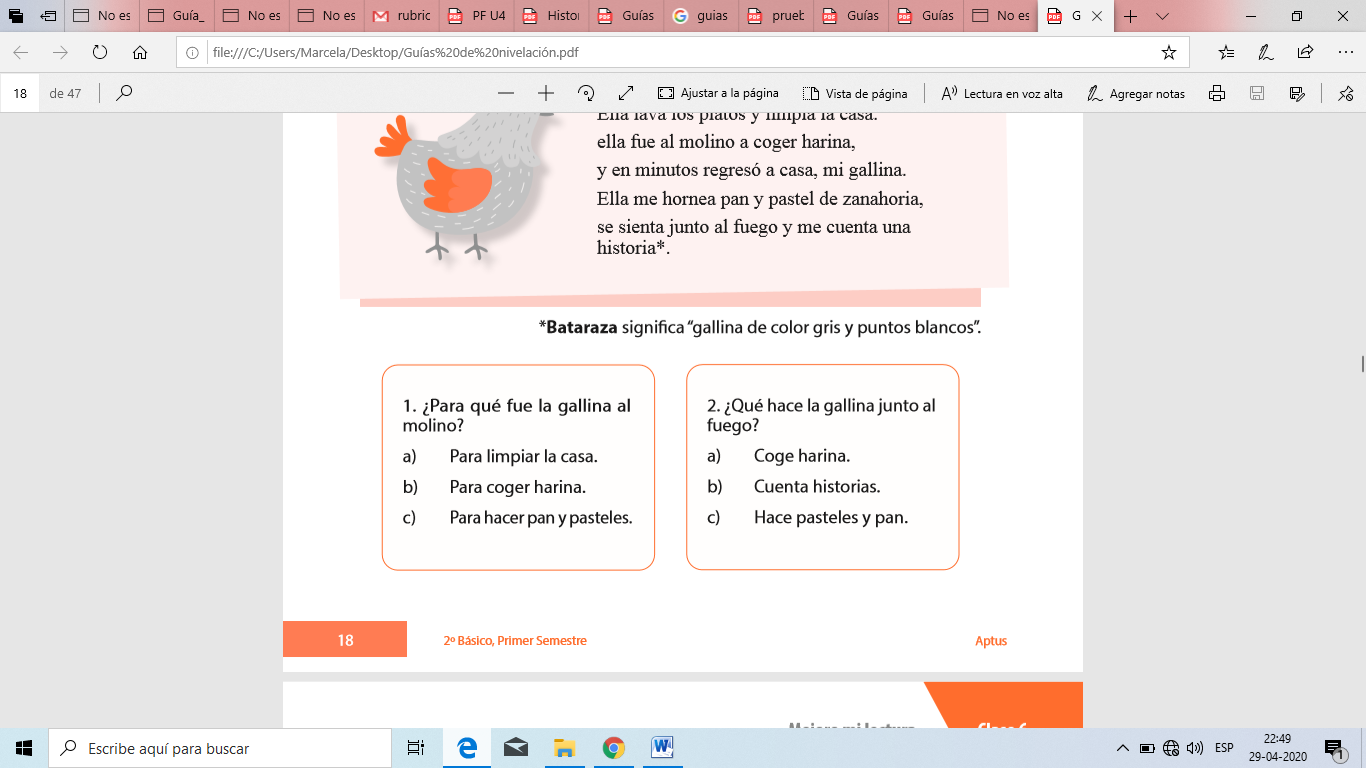 No es
Guía_
No es
No es
rubric
PF U4
Histor
Guías
guias
prueb
Guías
Guías
No es
G
file:///C:/Users/Marcela/Desktop/Guías%20de%20nivelación.pdf
18 de 47
Ajustar a la página
Vista de página
Lectura en voz alta
Agregar notas
Ella lava los platos y limpia la casa.
ella fue al molino a coger harina,
y en minutos regresó a casa, mi gallina.
Ella me hornea pan y pastel de zanahoria,
se sienta junto al fuego y me cuenta una
historia*.
*Bataraza significa “gallina de color gris y puntos blancos”.
1. ¿Para qué fue la gallina al
molino?
a) Para limpiar la casa.
b) Para coger harina.
c) Para hacer pan y pasteles.
2. ¿Qué hace la gallina junto al
fuego?
a) Coge harina.
b) Cuenta historias.
c) Hace pasteles y pan.
18
2º Básico, Primer Semestre
Aptus
Mejoro mi lectura
Clase 6
Escribe aquí para buscar
ESP
22:49
29-04-2020
1